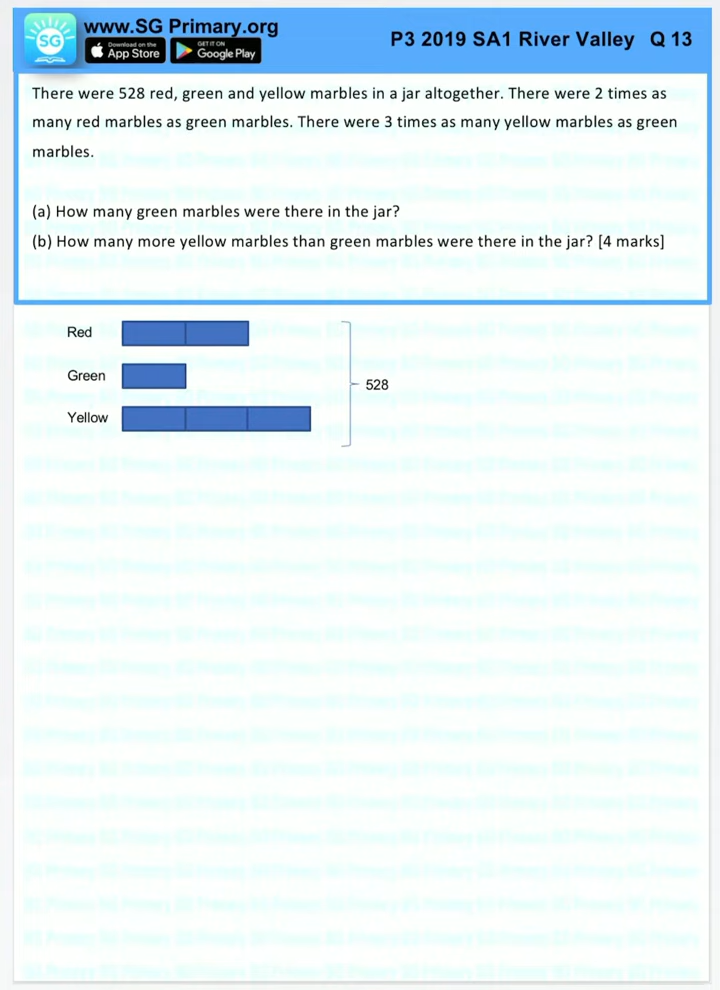 www.SG Primary.org
SG
Download on the
App Store
GET IT ON
Google Play
P3 2019 SA1 River Valley Q 13
There were 528 red, green and yellow marbles in a jar altogether. There were 2 times as
many red marbles as green marbles. There were 3 times as many yellow marbles as green
marbles.
(a) How many green marbles were there in the jar?
(b) How many more yellow marbles than green marbles were there in the jar? [4 marks]
Red
Green
528
Yellow